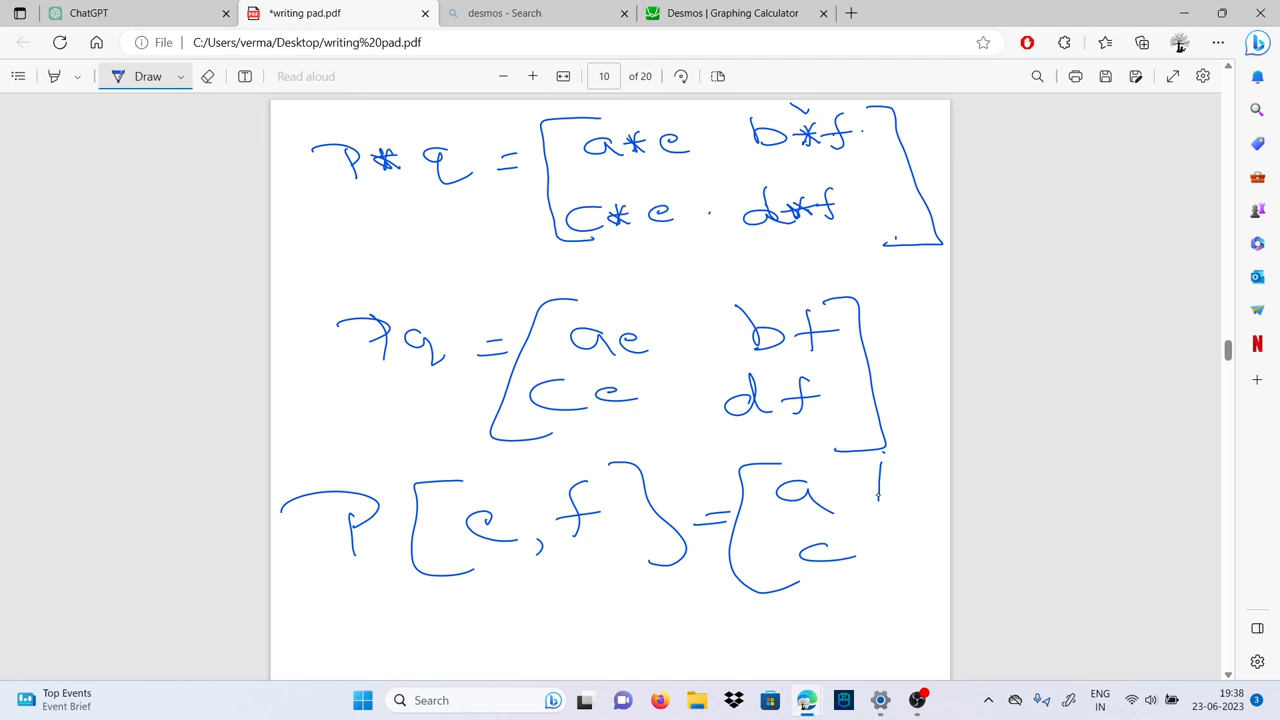 ChatGPT
*writing pad.pdf
desmos - Search
Desmos | Graphing Calculator
File
C:/Users/verma/Desktop/writing%20pad.pdf
Draw
Read aloud
10 of 20
P * q = [ a*e b*f
c*e . d*f ]
Pq = [ ae bf
ce df ]
P [ e , f ] = [ a
c
Top Events
Event Brief
Search
ENG
IN
19:38
23-06-2023
3